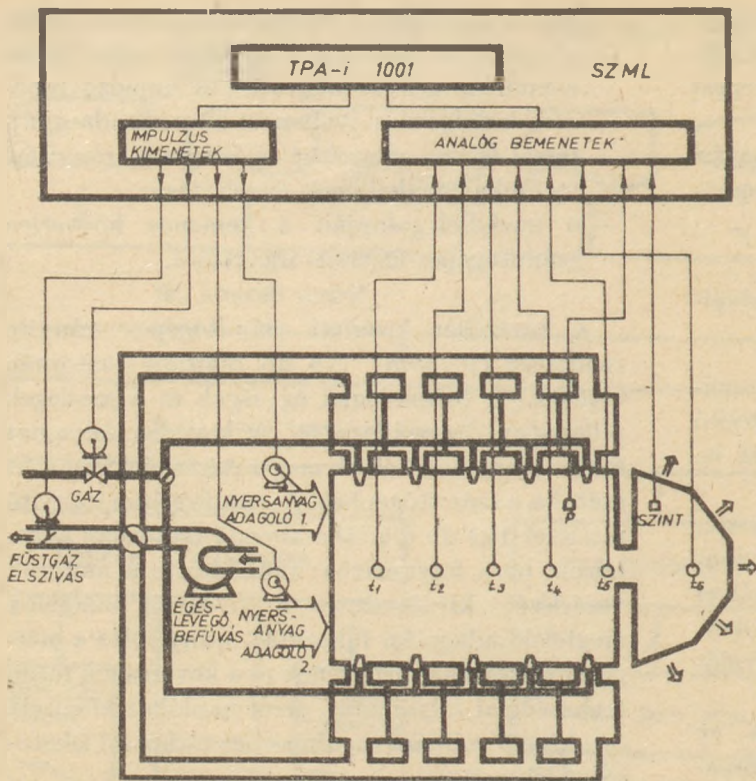 TPA-i 1001
SZML
IMPULZUS
KIMENETEK
ANALÓG BEMENETEK
GÁZ
NYERSANYAG
ADAGOLÓ 1.
FÜSTGÁZ
ELSZÍVÁS
ÉGÉS-
LEVEGŐ,
BEFÚVÁS
NYERS-
ANYAG
ADAGOLÓ
2.
P
SZINT
t₁
t₂
t₃
t₄
t₅
t₆